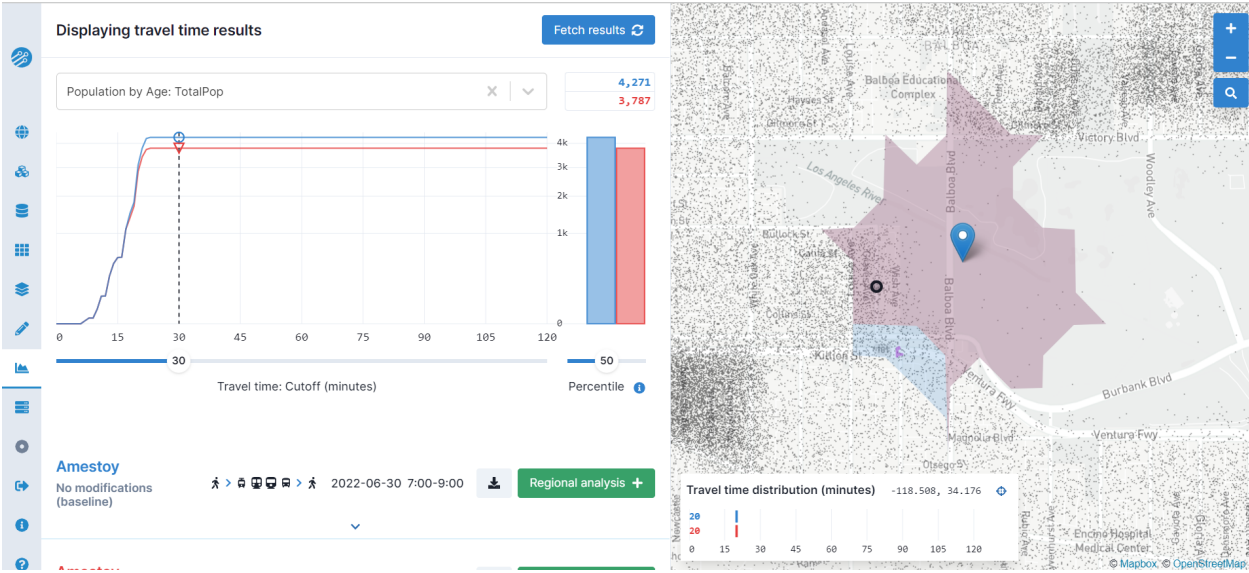 Displaying travel time results
Fetch results
Population by Age: TotalPop
4,271
3,787
4k
3k
2k
1k
0
0 15 30 45 60 75 90 105 120
30
50
Travel time: Cutoff (minutes)
Percentile
Amestoy
No modifications
(baseline)
2022-06-30 7:00-9:00
Regional analysis
Amestoy
Balboa Educational
Complex
Haynes St
Victory Blvd
Los Angeles River
Balboa Blvd
Woodley Ave
Bullock St
Calvert St
Balboa Blvd
Killion St
Ventura Fwy
Burbank Blvd
Magnolia Blvd
Ventura Fwy
Otsego St
Travel time distribution (minutes) -118.508, 34.176
20
20
0 15 30 45 60 75 90 105 120
Encino Hospital
Medical Center
© Mapbox, © OpenStreetMap